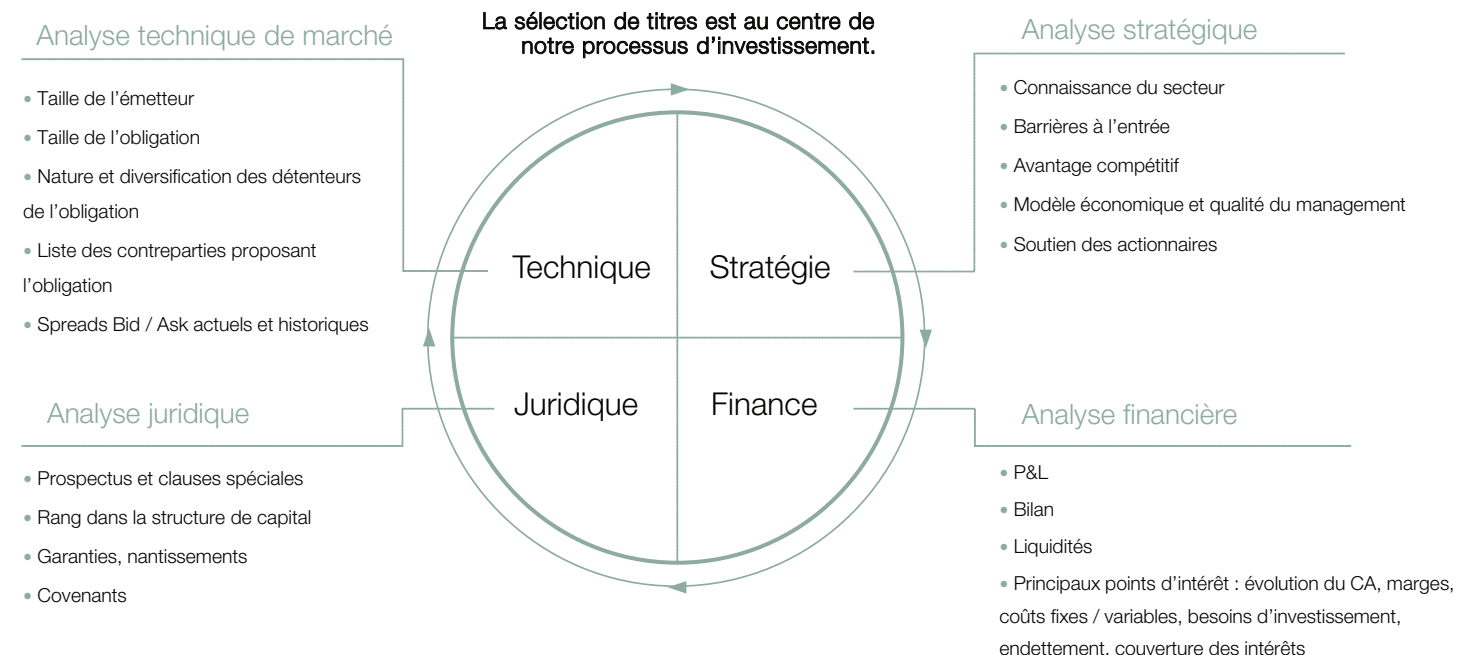 La sélection de titres est au centre de
notre processus d’investissement.
Analyse technique de marché
• Taille de l’émetteur
• Taille de l’obligation
• Nature et diversification des détenteurs
de l’obligation
• Liste des contreparties proposant
l’obligation
• Spreads Bid / Ask actuels et historiques
Analyse stratégique
• Connaissance du secteur
• Barrières à l’entrée
• Avantage compétitif
• Modèle économique et qualité du management
• Soutien des actionnaires
Technique
Stratégie
Juridique
Finance
Analyse juridique
• Prospectus et clauses spéciales
• Rang dans la structure de capital
• Garanties, nantissements
• Covenants
Analyse financière
• P&L
• Bilan
• Liquidités
• Principaux points d’intérêt : évolution du CA, marges,
coûts fixes / variables, besoins d’investissement,
endettement, couverture des intérêts